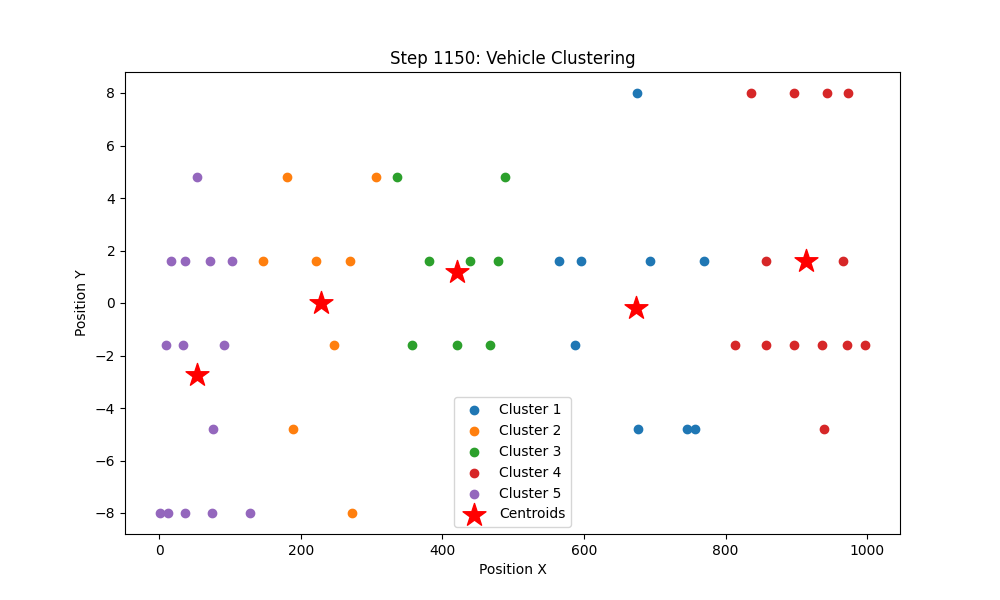 Step 1150: Vehicle Clustering
Position Y
8
6
4
2
0
−2
−4
−6
−8
Cluster 1
Cluster 2
Cluster 3
Cluster 4
Cluster 5
Centroids
0 200 400 600 800 1000
Position X